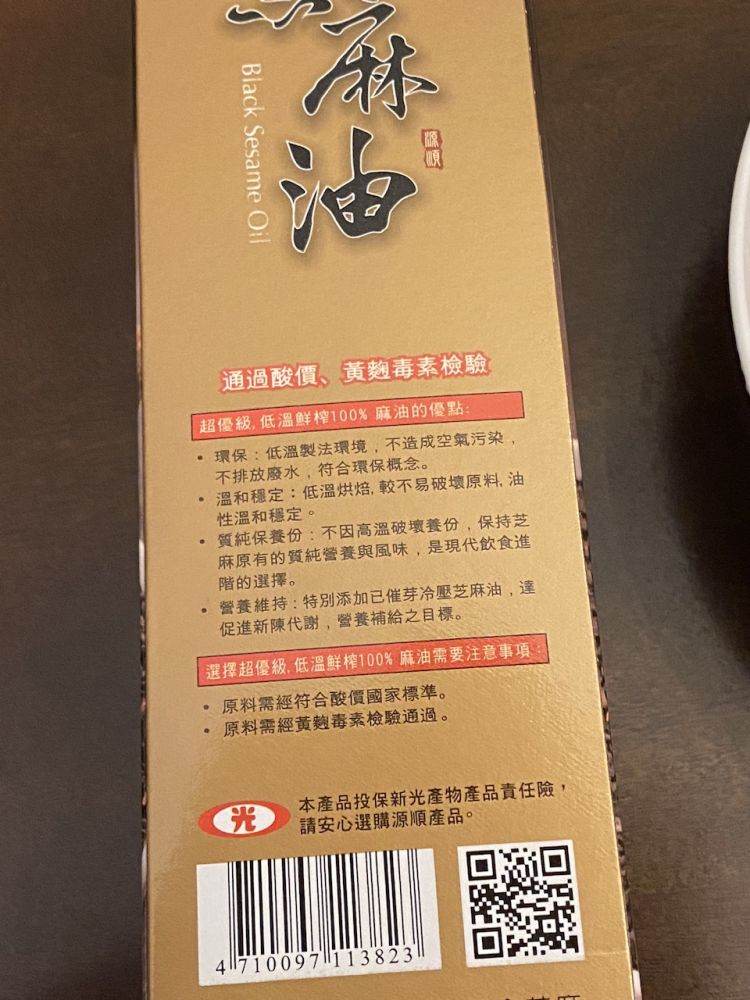 麻油
Black Sesame Oil
源順
通過酸價、黃麴毒素檢驗
超優級,低溫鮮榨100% 麻油的優點:
• 環保：低溫製法環境，不造成空氣污染，
不排放廢水，符合環保概念。
• 溫和穩定：低溫烘焙,較不易破壞原料,油
性溫和穩定。
• 質純保養份：不因高溫破壞養份，保持芝
麻原有的質純營養與風味，是現代飲食進
階的選擇。
• 營養維持：特別添加已催芽冷壓芝麻油，達
促進新陳代謝，營養補給之目標。
選擇超優級,低溫鮮榨100% 麻油需要注意事項：
• 原料需經符合酸價國家標準。
• 原料需經黃麴毒素檢驗通過。
光
本產品投保新光產物產品責任險，
請安心選購源順產品。
4 710097 113823